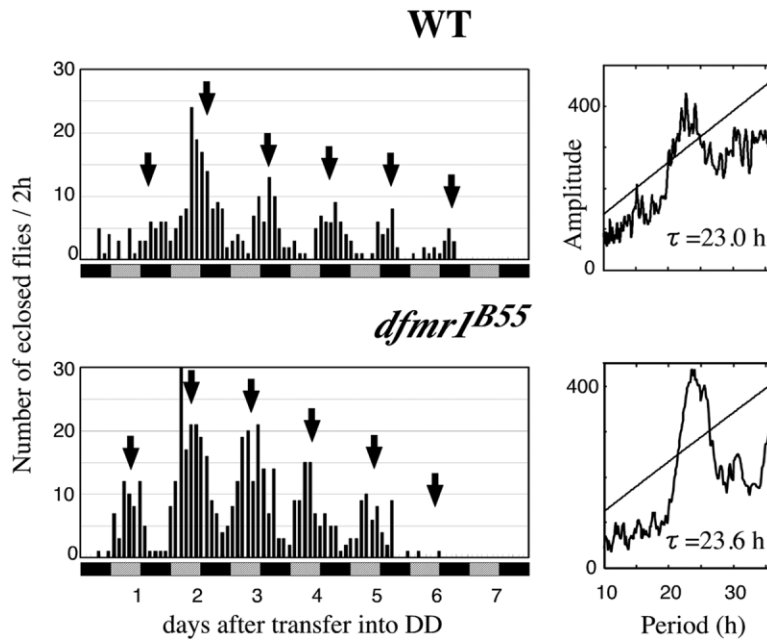 WT
30
20
10
0
Number of eclosed flies / 2h
400
0
Amplitude
τ =23.0 h
dfmr1^B55
30
20
10
0
1 2 3 4 5 6 7
days after transfer into DD
400
0
τ =23.6 h
10 20 30
Period (h)